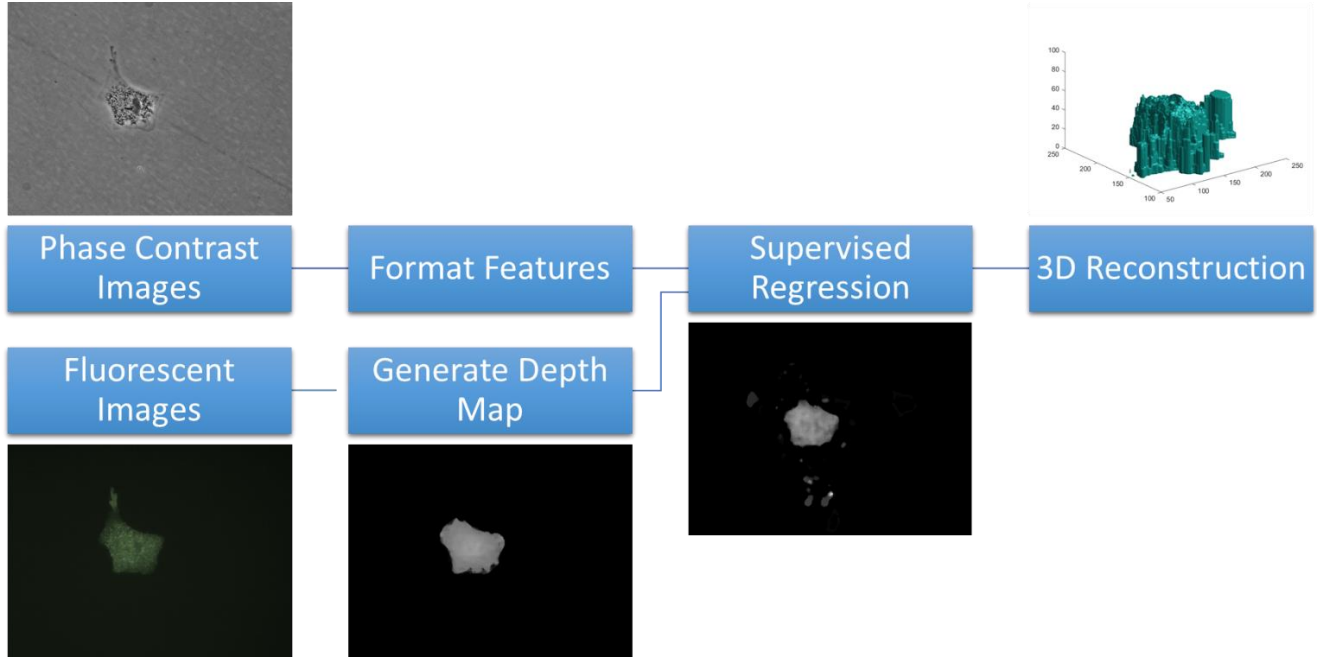 100
80
60
40
20
0
250
200
150
100
50
100
150
200
250
Phase Contrast
Images
Format Features
Supervised
Regression
3D Reconstruction
Fluorescent
Images
Generate Depth
Map